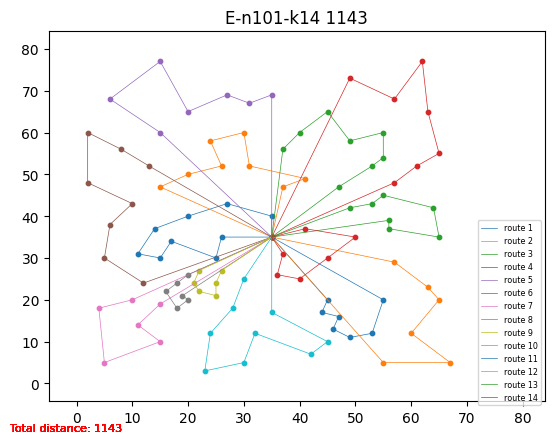 E-n101-k14 1143
80
70
60
50
40
30
20
10
0
0 10 20 30 40 50 60 70 80
route 1
route 2
route 3
route 4
route 5
route 6
route 7
route 8
route 9
route 10
route 11
route 12
route 13
route 14
Total distance: 1143